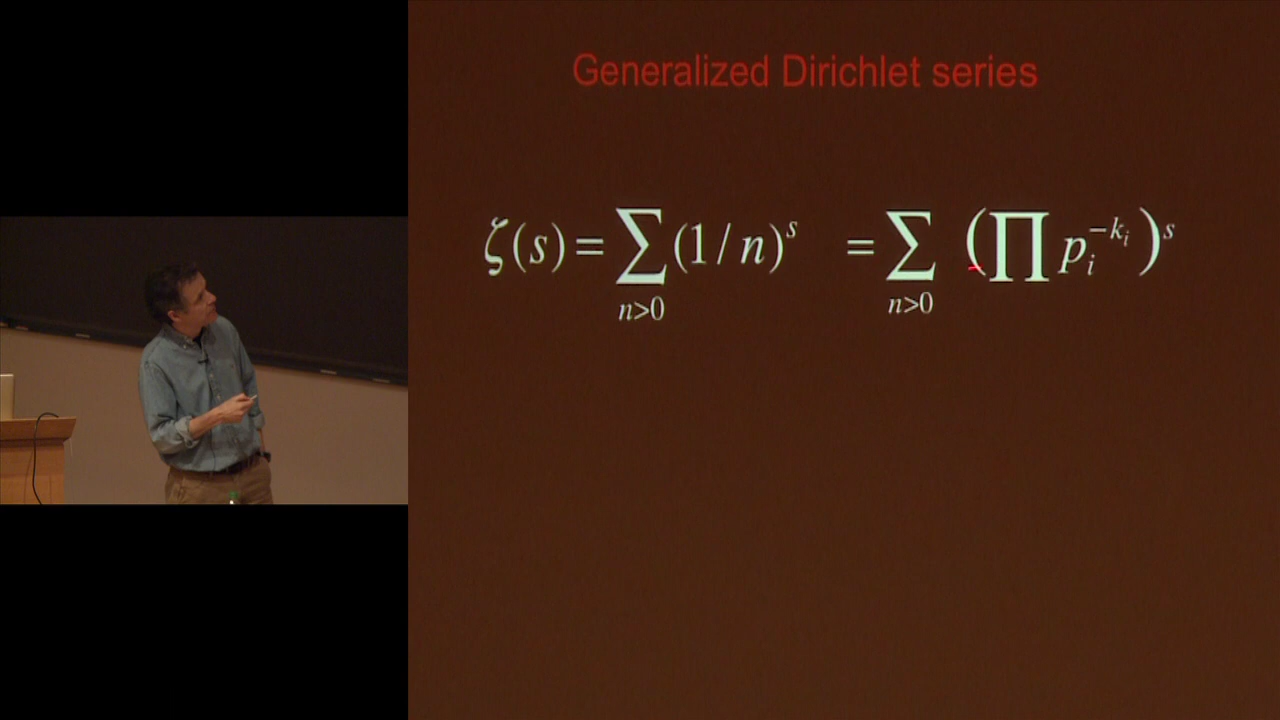 Generalized Dirichlet series
ζ(s) = ∑_{n>0} (1/n)^s = ∑_{n>0} (∏ p_i^{-k_i})^s